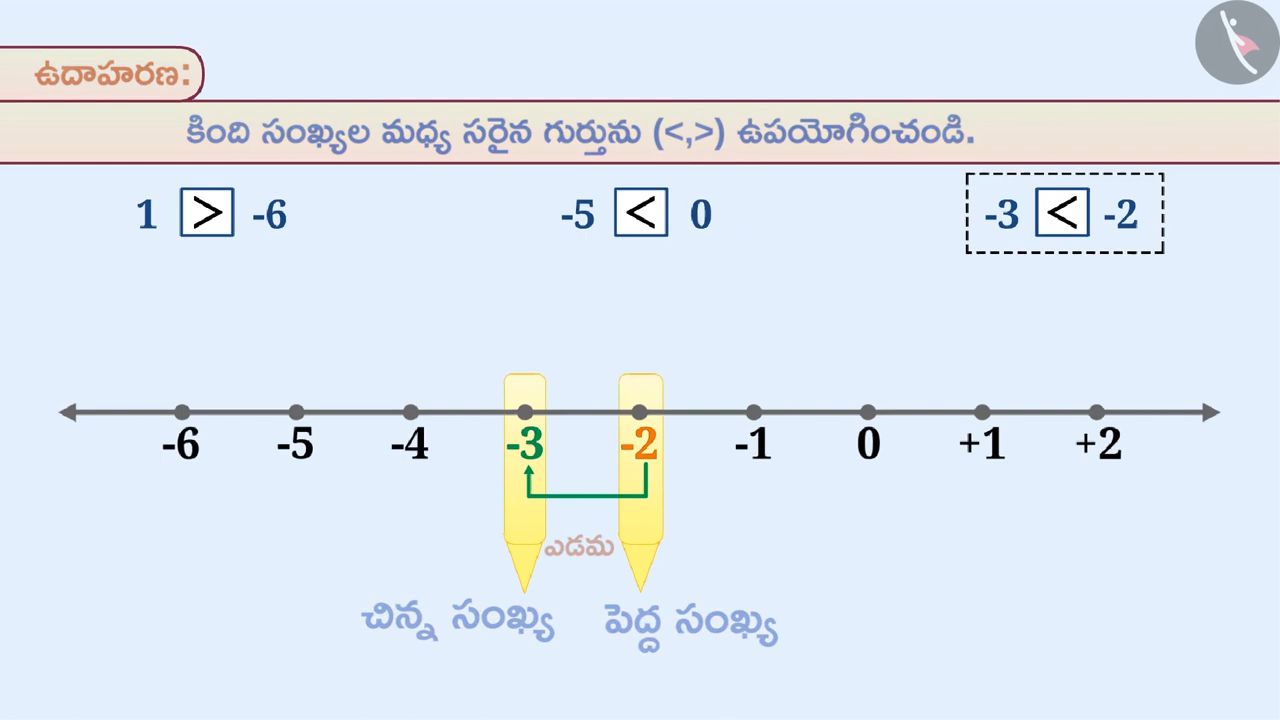 ఉదాహరణ:
కింది సంఖ్యల మధ్య సరైన గుర్తును (<,>) ఉపయోగించండి.
1 > -6 -5 < 0 -3 < -2
-6 -5 -4 -3 -2 -1 0 +1 +2
ఎడమ
చిన్న సంఖ్య పెద్ద సంఖ్య